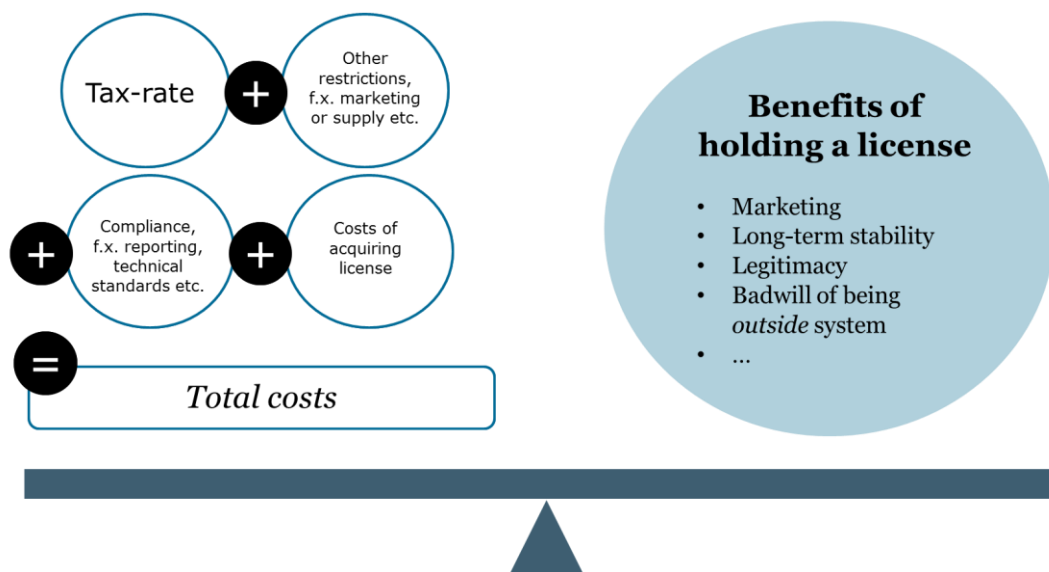 Tax-rate
+
Other
restrictions,
f.x. marketing
or supply etc.
+
Compliance,
f.x. reporting,
technical
standards etc.
+
Costs of
acquiring
license
=
Total costs
Benefits of
holding a license
• Marketing
• Long-term stability
• Legitimacy
• Badwill of being
outside system
• ...